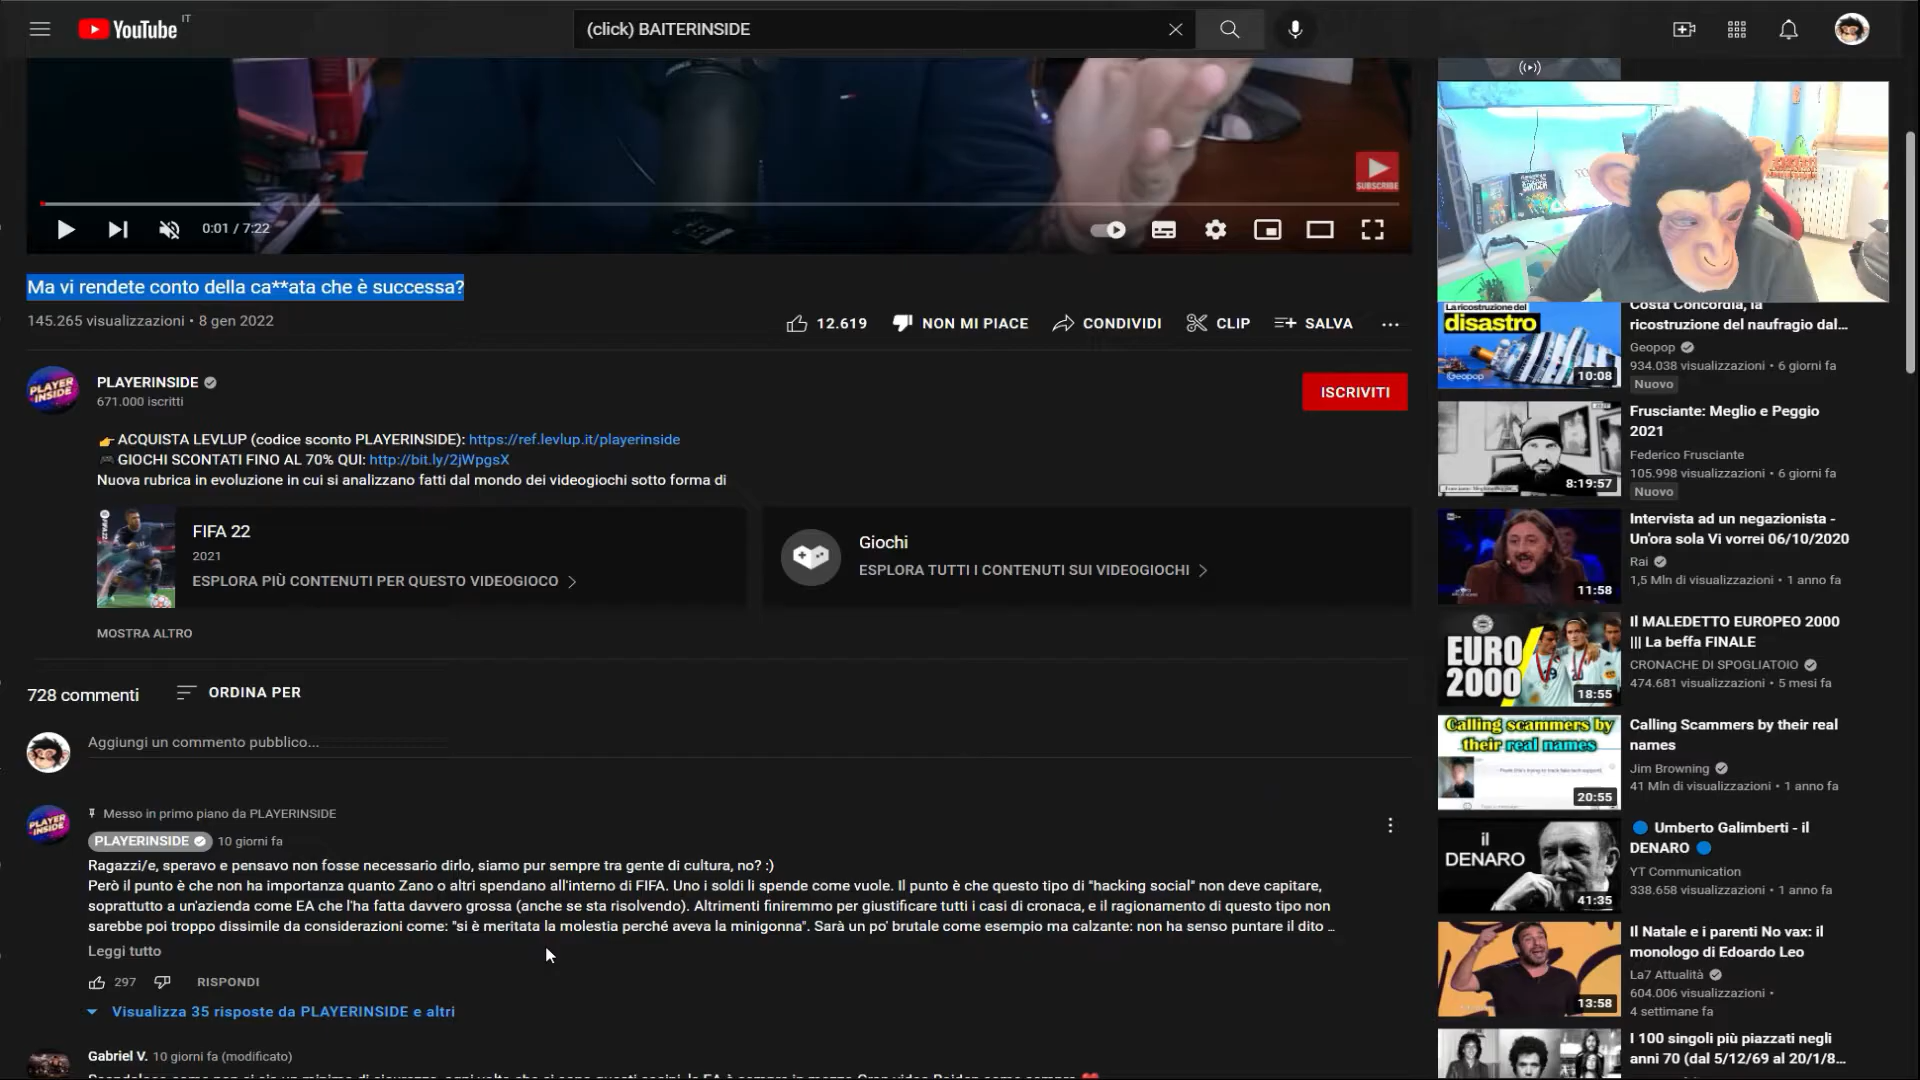 YouTube IT
(click) BAITERINSIDE
SUBSCRIBE
0:01 / 7:22
Ma vi rendete conto della ca**ata che è successa?
145.265 visualizzazioni • 8 gen 2022
12.619
NON MI PIACE
CONDIVIDI
CLIP
SALVA
PLAYER INSIDE
PLAYERINSIDE
671.000 iscritti
ISCRIVITI
👉 ACQUISTA LEVLUP (codice sconto PLAYERINSIDE): https://ref.levlup.it/playerinside
🎮 GIOCHI SCONTATI FINO AL 70% QUI: http://bit.ly/2jWpgsX
Nuova rubrica in evoluzione in cui si analizzano fatti dal mondo dei videogiochi sotto forma di
FIFA 22
2021
ESPLORA PIÙ CONTENUTI PER QUESTO VIDEOGIOCO
Giochi
ESPLORA TUTTI I CONTENUTI SUI VIDEOGIOCHI
MOSTRA ALTRO
728 commenti
ORDINA PER
Aggiungi un commento pubblico...
PLAYER INSIDE
Messo in primo piano da PLAYERINSIDE
PLAYERINSIDE 10 giorni fa
Ragazzi/e, speravo e pensavo non fosse necessario dirlo, siamo pur sempre tra gente di cultura, no? :)
Però il punto è che non ha importanza quanto Zano o altri spendano all'interno di FIFA. Uno i soldi li spende come vuole. Il punto è che questo tipo di "hacking social" non deve capitare,
soprattutto a un'azienda come EA che l'ha fatta davvero grossa (anche se sta risolvendo). Altrimenti finiremmo per giustificare tutti i casi di cronaca, e il ragionamento di questo tipo non
sarebbe poi troppo dissimile da considerazioni come: "si è meritata la molestia perché aveva la minigonna". Sarà un po' brutale come esempio ma calzante: non ha senso puntare il dito ...
Leggi tutto
297
RISPONDI
Visualizza 35 risposte da PLAYERINSIDE e altri
Gabriel V. 10 giorni fa (modificato)
La ricostruzione del
disastro
Geopop
10:08
Costa Concordia, la
ricostruzione del naufragio dal...
Geopop
934.038 visualizzazioni • 6 giorni fa
Nuovo
8:19:57
Frusciante: Meglio e Peggio
2021
Federico Frusciante
105.998 visualizzazioni • 6 giorni fa
Nuovo
11:58
Intervista ad un negazionista -
Un'ora sola Vi vorrei 06/10/2020
Rai
1,5 Mln di visualizzazioni • 1 anno fa
EURO
2000
18:55
Il MALEDETTO EUROPEO 2000
||| La beffa FINALE
CRONACHE DI SPOGLIATOIO
474.681 visualizzazioni • 5 mesi fa
Calling scammers by
their real names
20:55
Calling Scammers by their real
names
Jim Browning
41 Mln di visualizzazioni • 1 anno fa
il
DENARO
41:35
🔵 Umberto Galimberti - il
DENARO 🔵
YT Communication
338.658 visualizzazioni • 1 anno fa
13:58
Il Natale e i parenti No vax: il
monologo di Edoardo Leo
La7 Attualità
604.006 visualizzazioni •
4 settimane fa
I 100 singoli più piazzati negli
anni 70 (dal 5/12/69 al 20/1/8...